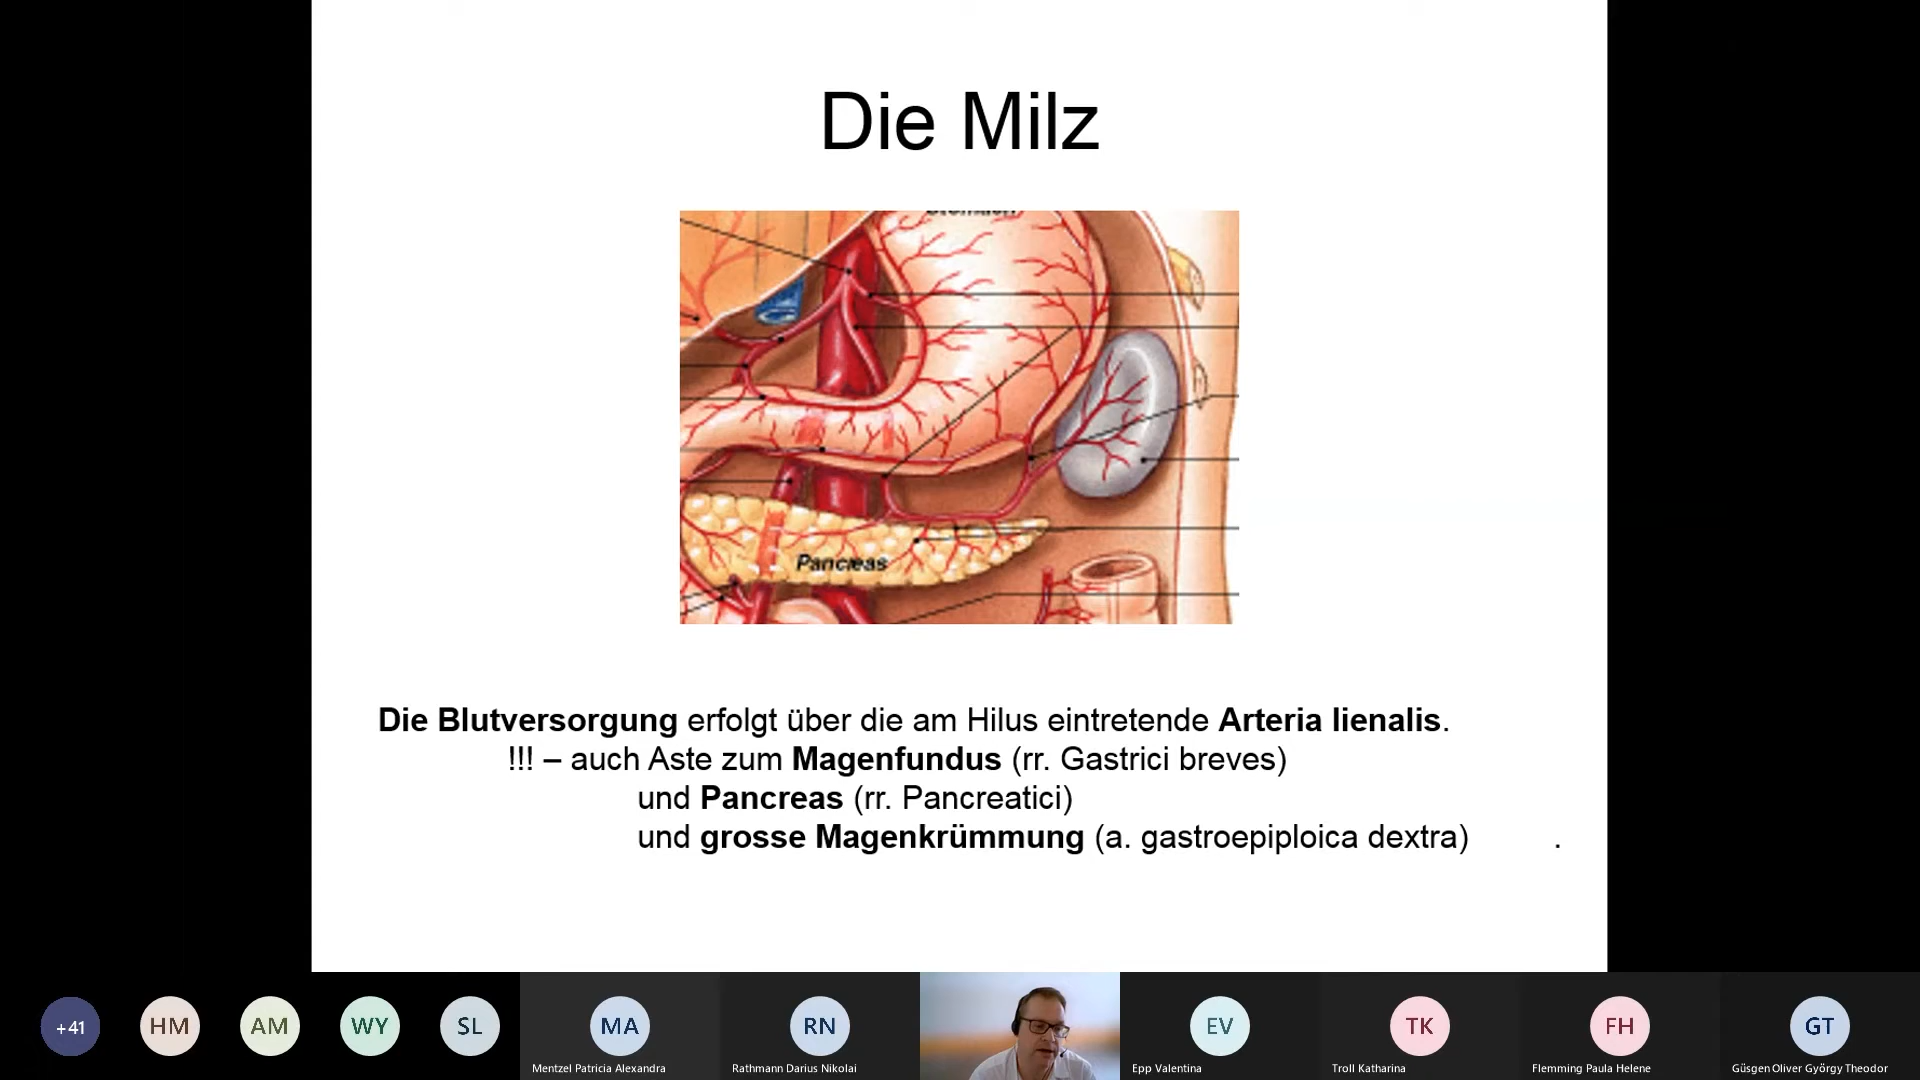 Die Milz
Pancreas
Die Blutversorgung erfolgt über die am Hilus eintretende Arteria lienalis.
!!! – auch Aste zum Magenfundus (rr. Gastrici breves)
und Pancreas (rr. Pancreatici)
und grosse Magenkrümmung (a. gastroepiploica dextra) .
+41
HM
AM
WY
SL
MA
RN
EV
TK
FH
GT
Mentzel Patricia Alexandra
Rathmann Darius Nikolai
Epp Valentina
Troll Katharina
Flemming Paula Helene
Güsgen Oliver György Theodor